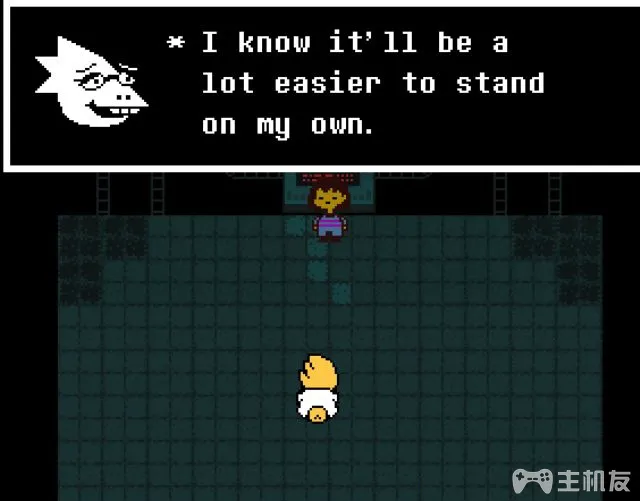 * I know it'll be a
lot easier to stand
on my own.
主机友